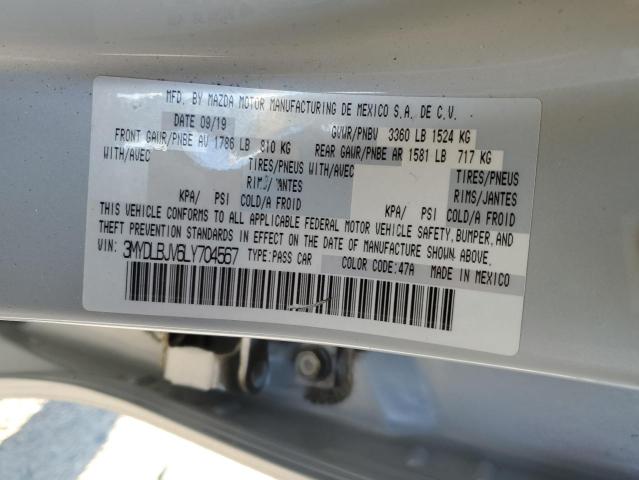 MFD. BY MAZDA MOTOR MANUFACTURING DE MEXICO S.A. DE C.V.
DATE 09/19 GVWR/PNBV 3360 LB 1524 KG
FRONT GAWR/PNBE AV 1786 LB 810 KG REAR GAWR/PNBE AR 1581 LB 717 KG
WITH/AVEC TIRES/PNEUS WITH/AVEC TIRES/PNEUS
RIMS/JANTES RIMS/JANTES
KPA/ PSI COLD/A FROID KPA/ PSI COLD/A FROID
THIS VEHICLE CONFORMS TO ALL APPLICABLE FEDERAL MOTOR VEHICLE SAFETY, BUMPER, AND
THEFT PREVENTION STANDARDS IN EFFECT ON THE DATE OF MANUFACTURE SHOWN ABOVE.
VIN: 3MYDLBJV6LY704567 TYPE:PASS CAR COLOR CODE:47A MADE IN MEXICO